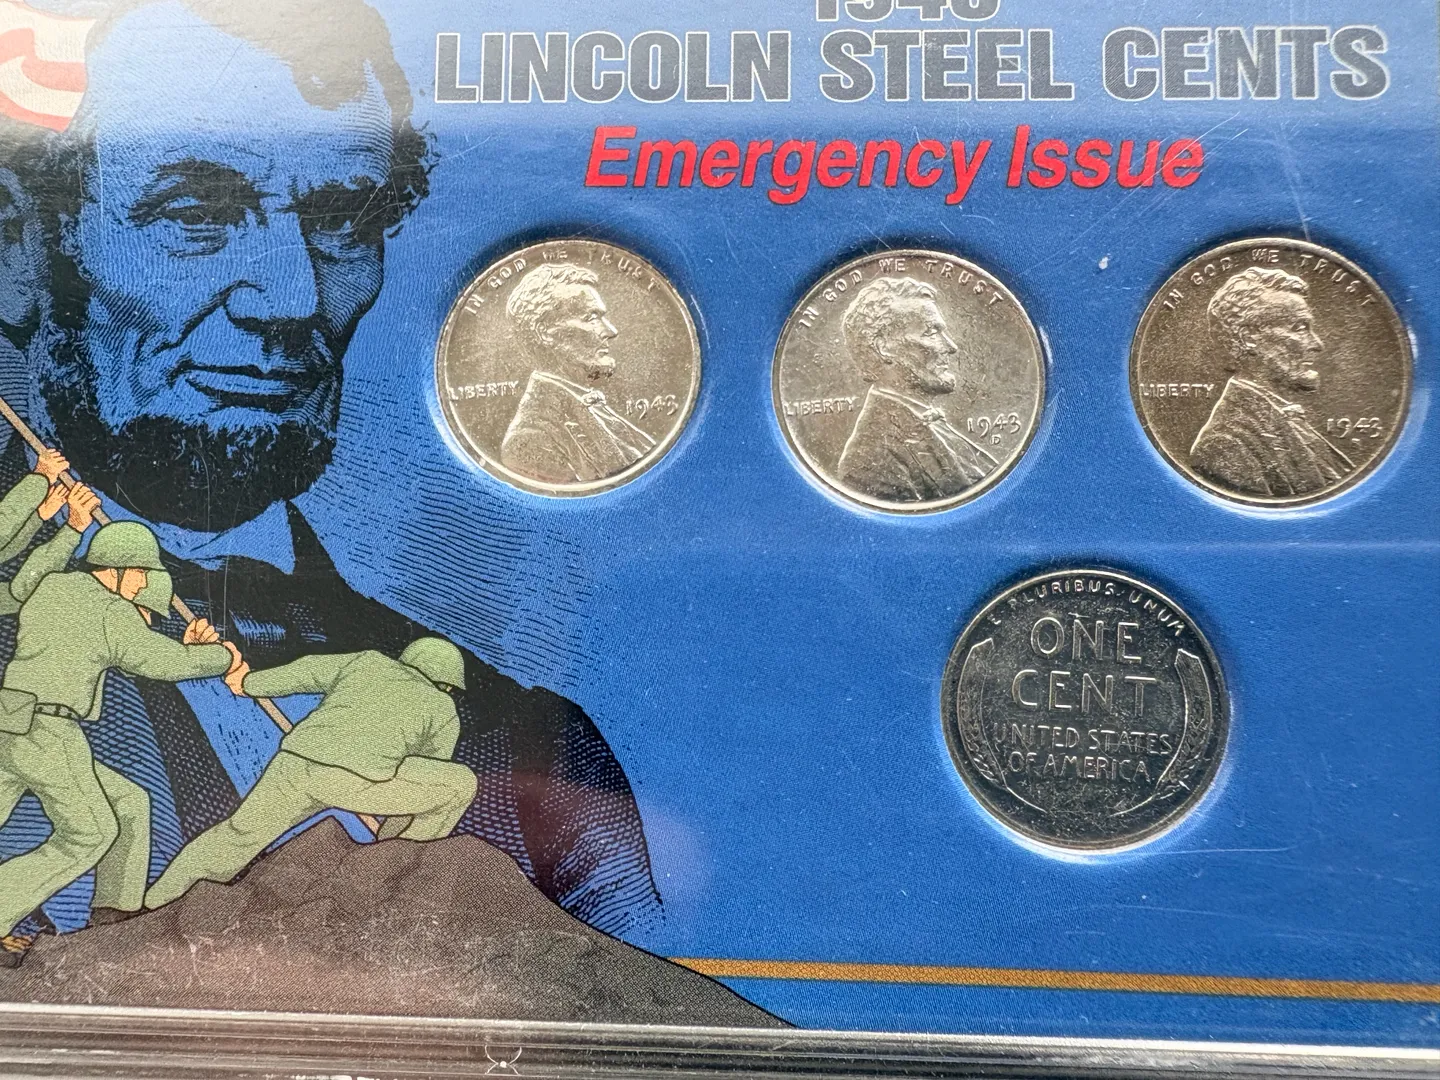 LINCOLN STEEL CENTS
Emergency Issue
IN GOD WE TRUST
LIBERTY
1943
IN GOD WE TRUST
LIBERTY
1943
D
IN GOD WE TRUST
LIBERTY
1943
E PLURIBUS UNUM
ONE
CENT
UNITED STATES
OF AMERICA